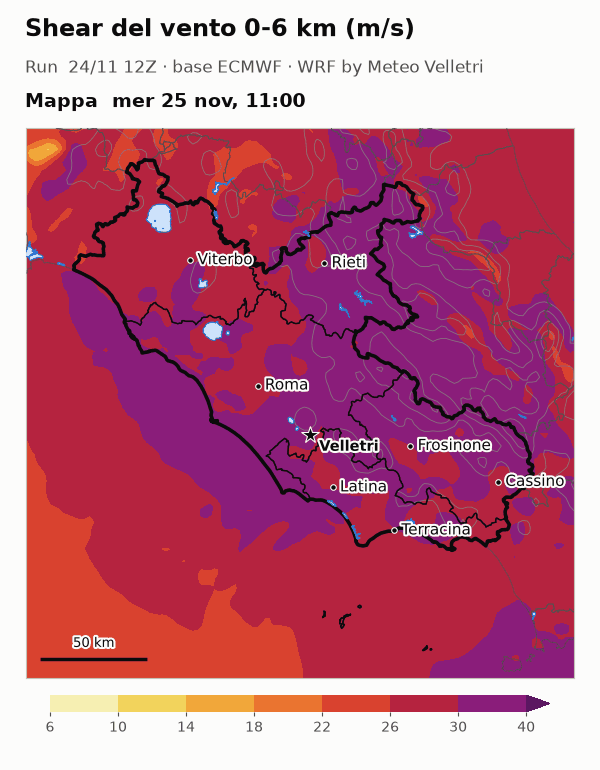 Shear del vento 0-6 km (m/s)
Run  24/11 12Z · base ECMWF · WRF by Meteo Velletri
Mappa  mer 25 nov, 11:00
Viterbo
Rieti
Roma
Velletri
Frosinone
Latina
Cassino
Terracina
50 km
6 10 14 18 22 26 30 40